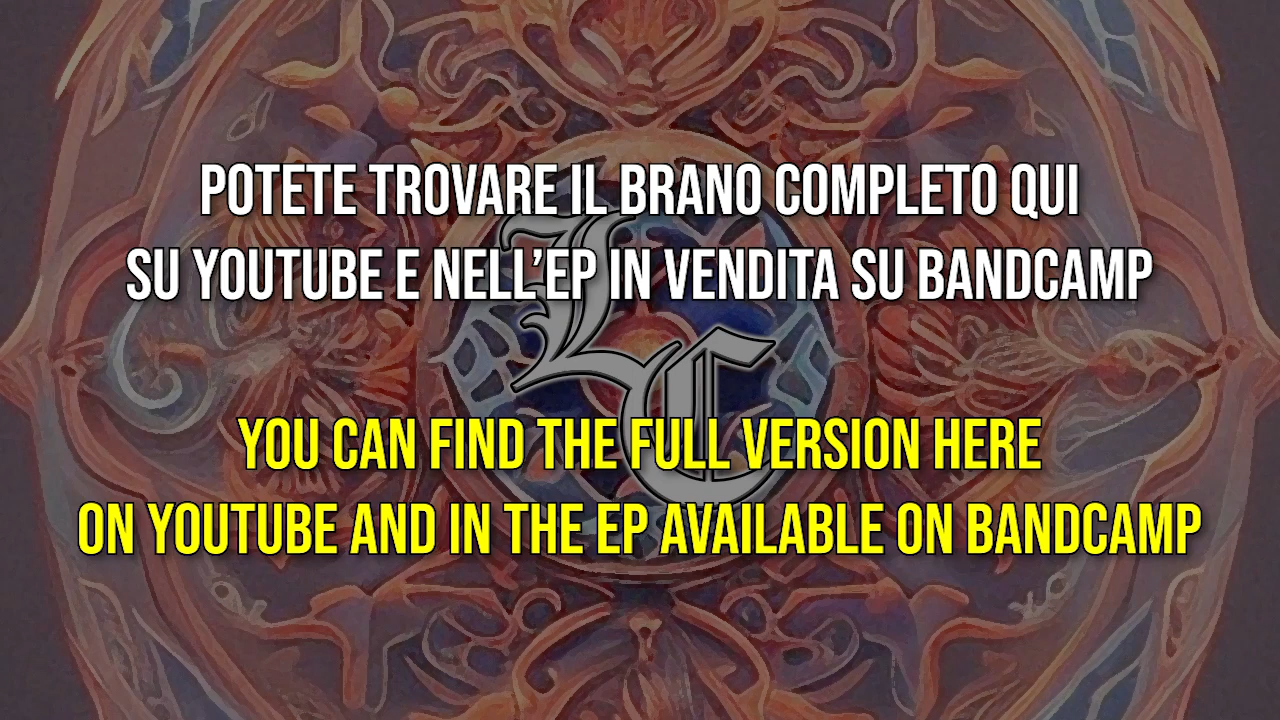 POTETE TROVARE IL BRANO COMPLETO QUI
SU YOUTUBE E NELL’EP IN VENDITA SU BANDCAMP
LC
YOU CAN FIND THE FULL VERSION HERE
ON YOUTUBE AND IN THE EP AVAILABLE ON BANDCAMP